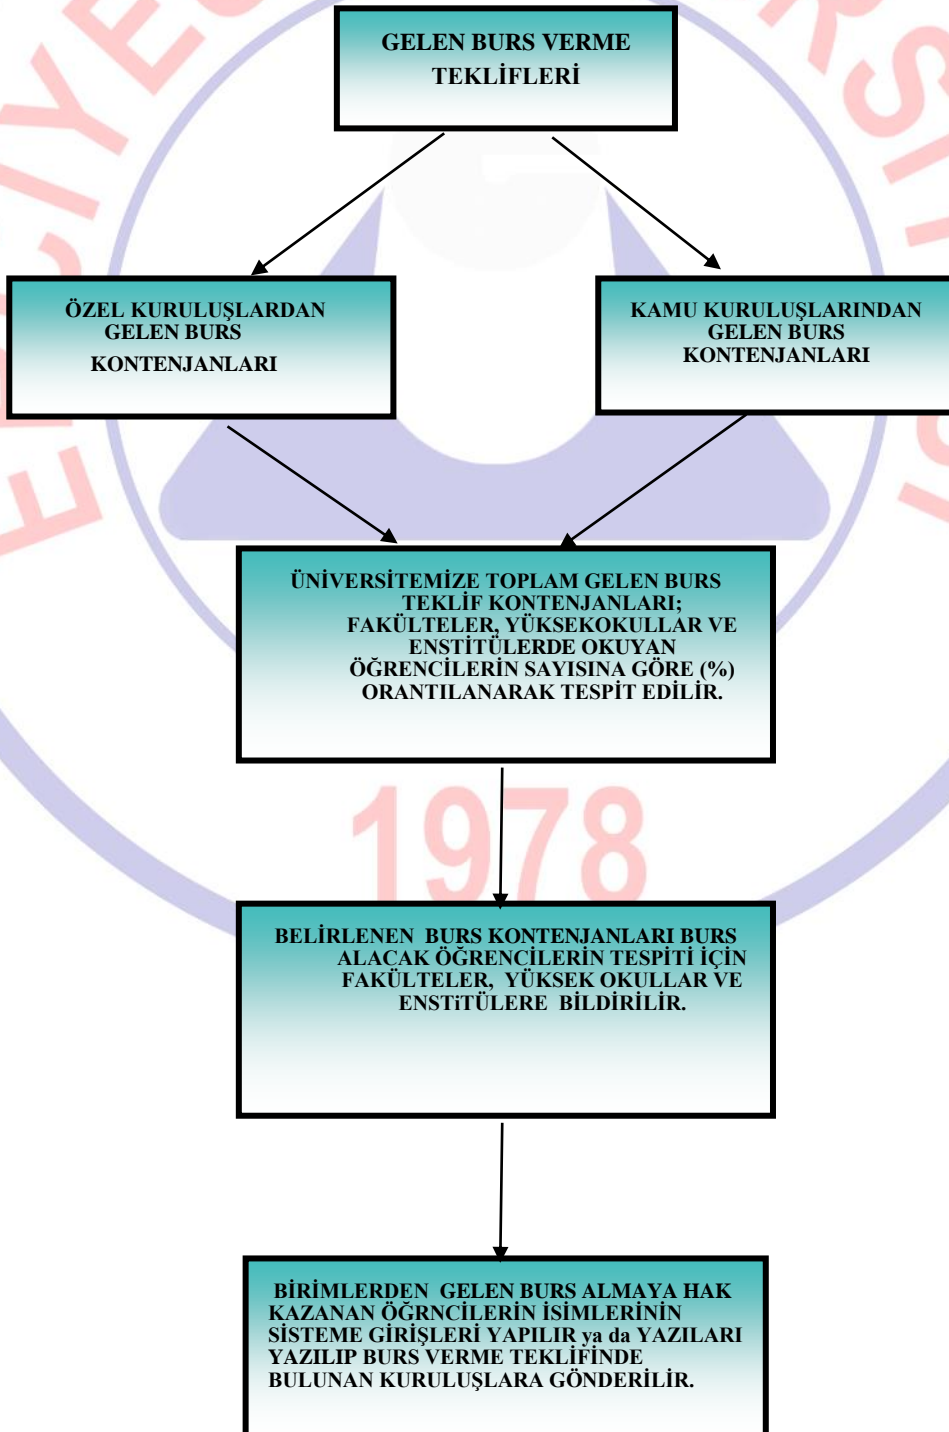 GELEN BURS VERME
TEKLİFLERİ
ÖZEL KURULUŞLARDAN
GELEN BURS
KONTENJANLARI
KAMU KURULUŞLARINDAN
GELEN BURS
KONTENJANLARI
ÜNİVERSİTEMİZE TOPLAM GELEN BURS
TEKLİF KONTENJANLARI;
FAKÜLTELER, YÜKSEKOKULLAR VE
ENSTİTÜLERDE OKUYAN
ÖĞRENCİLERİN SAYISINA GÖRE (%)
ORANTILANARAK TESPİT EDİLİR.
1978
BELİRLENEN BURS KONTENJANLARI BURS
ALACAK ÖĞRENCİLERİN TESPİTİ İÇİN
FAKÜLTELER, YÜKSEK OKULLAR VE
ENSTiTÜLERE BİLDİRİLİR.
BİRİMLERDEN GELEN BURS ALMAYA HAK
KAZANAN ÖĞRNCİLERİN İSİMLERİNİN
SİSTEME GİRİŞLERİ YAPILIR ya da YAZILARI
YAZILIP BURS VERME TEKLİFİNDE
BULUNAN KURULUŞLARA GÖNDERİLİR.